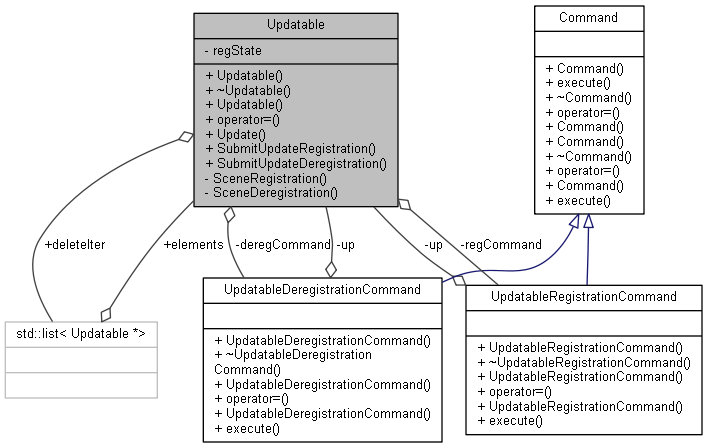 Updatable
- regState
+ Updatable()
+ ~Updatable()
+ Updatable()
+ operator=()
+ Update()
+ SubmitUpdateRegistration()
+ SubmitUpdateDeregistration()
- SceneRegistration()
- SceneDeregistration()
Command
+ Command()
+ execute()
+ ~Command()
+ operator=()
+ Command()
+ Command()
+ ~Command()
+ operator=()
+ Command()
+ execute()
+deleteIter
+elements
-deregCommand
-up
-up
-regCommand
std::list< Updatable *>
UpdatableDeregistrationCommand
+ UpdatableDeregistrationCommand()
+ ~UpdatableDeregistration
Command()
+ UpdatableDeregistrationCommand()
+ operator=()
+ UpdatableDeregistrationCommand()
+ execute()
UpdatableRegistrationCommand
+ UpdatableRegistrationCommand()
+ ~UpdatableRegistrationCommand()
+ UpdatableRegistrationCommand()
+ operator=()
+ UpdatableRegistrationCommand()
+ execute()